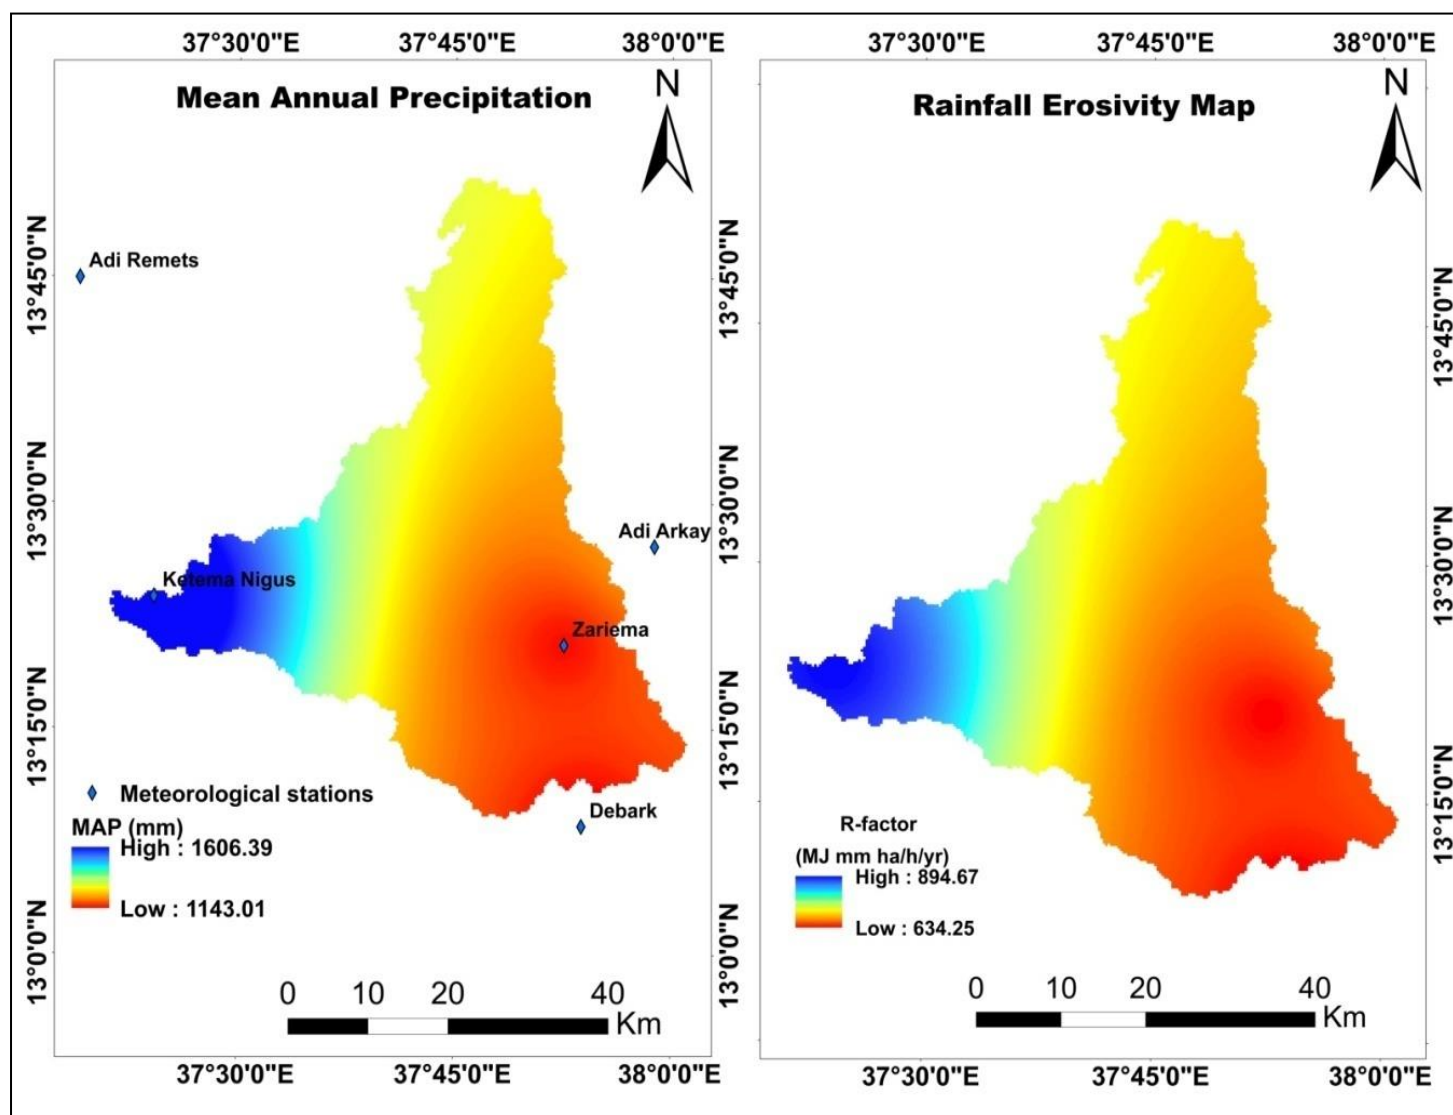 37°30'0"E 37°45'0"E 38°0'0"E
Mean Annual Precipitation
N
13°45'0"N
13°30'0"N
13°15'0"N
13°0'0"N
Adi Remets
Adi Arkay
Ketema Nigus
Zariema
Debark
Meteorological stations
MAP (mm)
High : 1606.39
Low : 1143.01
0 10 20 40
Km
13°45'0"N
13°30'0"N
13°15'0"N
13°0'0"N
37°30'0"E 37°45'0"E 38°0'0"E
37°30'0"E 37°45'0"E 38°0'0"E
Rainfall Erosivity Map
N
R-factor
(MJ mm ha/h/yr)
High : 894.67
Low : 634.25
0 10 20 40
Km
13°45'0"N
13°30'0"N
13°15'0"N
37°30'0"E 37°45'0"E 38°0'0"E